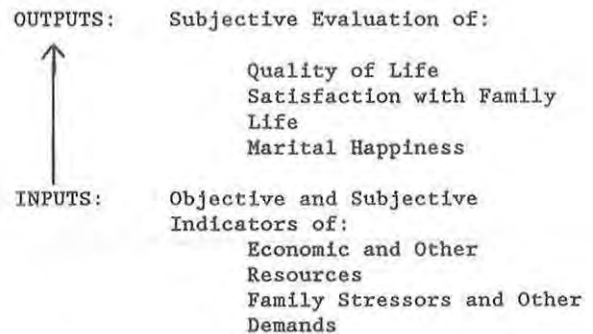 OUTPUTS: Subjective Evaluation of:
Quality of Life
Satisfaction with Family
Life
Marital Happiness
INPUTS: Objective and Subjective
Indicators of:
Economic and Other
Resources
Family Stressors and Other
Demands